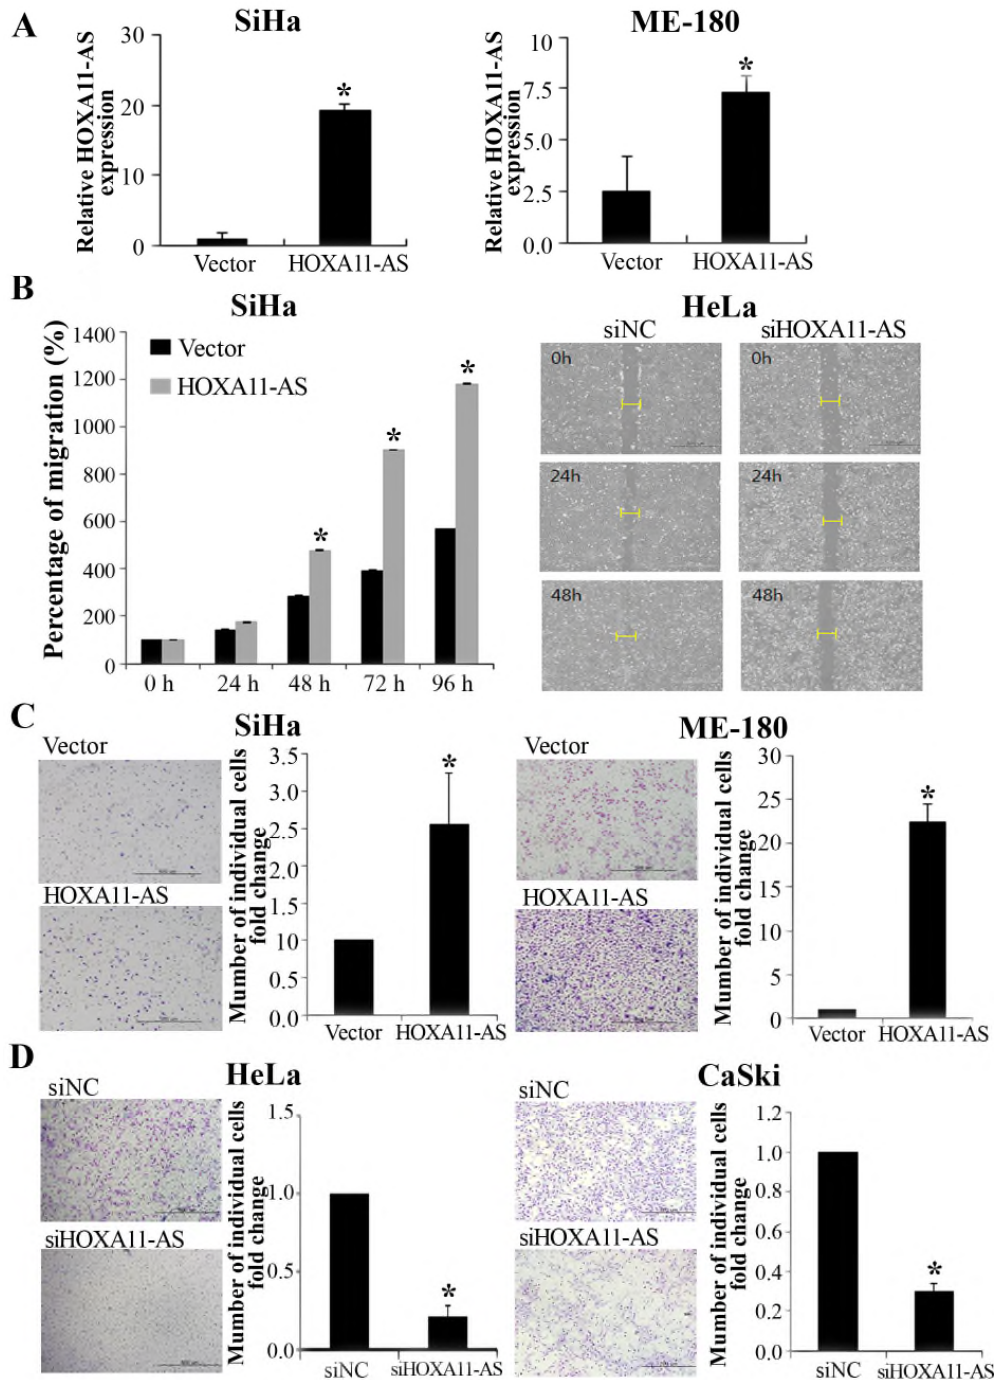 A
SiHa
Relative HOXA11-AS
expression
30
20
10
0
Vector
HOXA11-AS
*
ME-180
Relative HOXA11-AS
expression
10
7.5
5.0
2.5
0.0
Vector
HOXA11-AS
*
B
SiHa
Percentage of migration (%)
1400
1200
1000
800
600
400
200
0
Vector
HOXA11-AS
*
*
*
0 h
24 h
48 h
72 h
96 h
HeLa
siNC
siHOXA11-AS
0h
0h
24h
24h
48h
48h
C
SiHa
Vector
HOXA11-AS
Mumber of individual cells
fold change
3.5
3.0
2.5
2.0
1.5
1.0
0.5
0.0
Vector
HOXA11-AS
*
ME-180
Vector
HOXA11-AS
Mumber of individual cells
fold change
30
25
20
15
10
5
0
Vector
HOXA11-AS
*
D
HeLa
siNC
siHOXA11-AS
Mumber of individual cells
fold change
1.5
1.0
0.5
0.0
siNC
siHOXA11-AS
*
CaSki
siNC
siHOXA11-AS
Mumber of individual cells
fold change
1.2
1.0
0.8
0.6
0.4
0.2
0.0
siNC
siHOXA11-AS
*